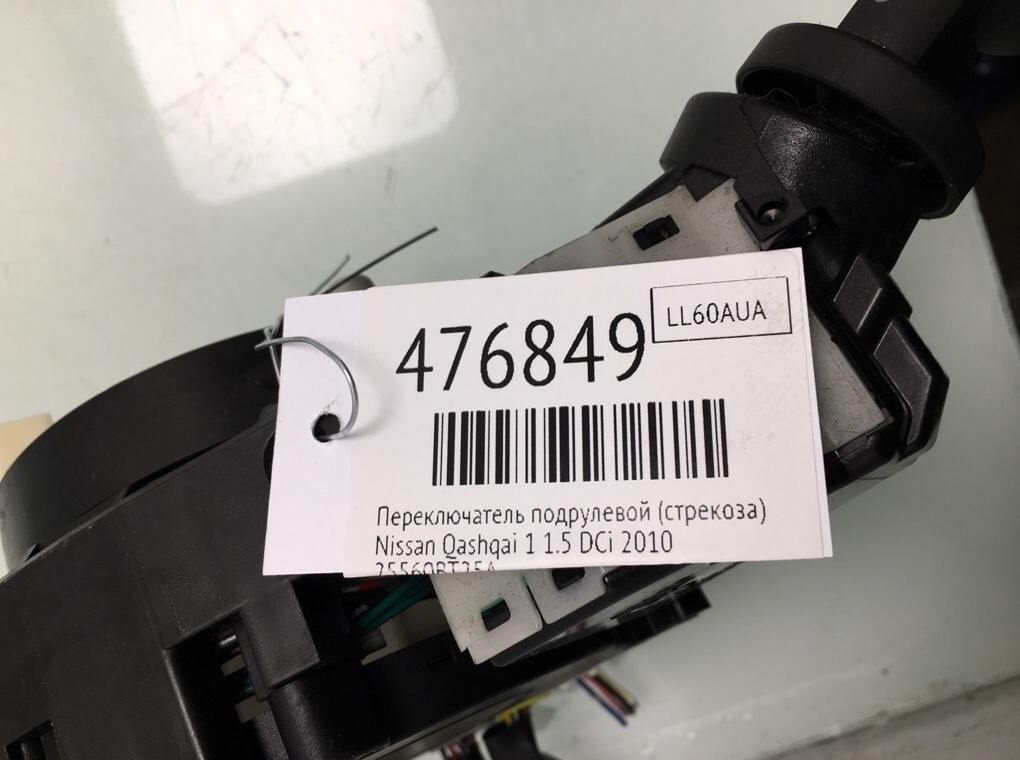 476849
LL60AUA
Переключатель подрулевой (стрекоза)
Nissan Qashqai 1 1.5 DCi 2010